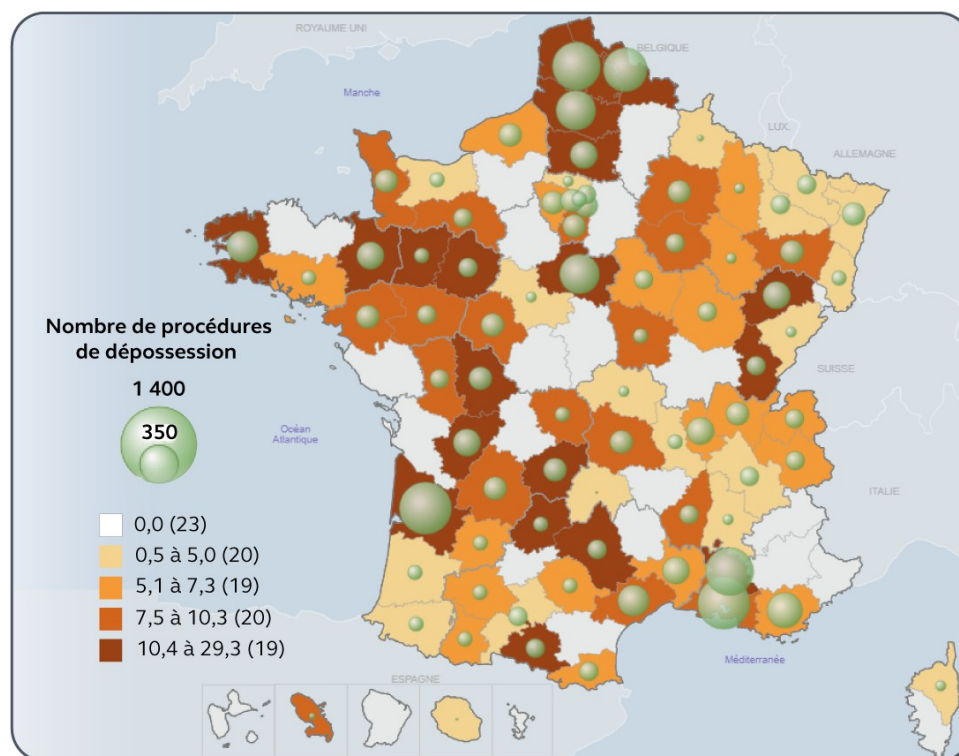 ROYAUME UNI
BELGIQUE
Manche
LUX.
ALLEMAGNE
Nombre de procédures
de dépossession
1 400
350
SUISSE
Océan
Atlantique
ITALIE
0,0 (23)
0,5 à 5,0 (20)
5,1 à 7,3 (19)
7,5 à 10,3 (20)
10,4 à 29,3 (19)
Méditerranée
ESPAGNE